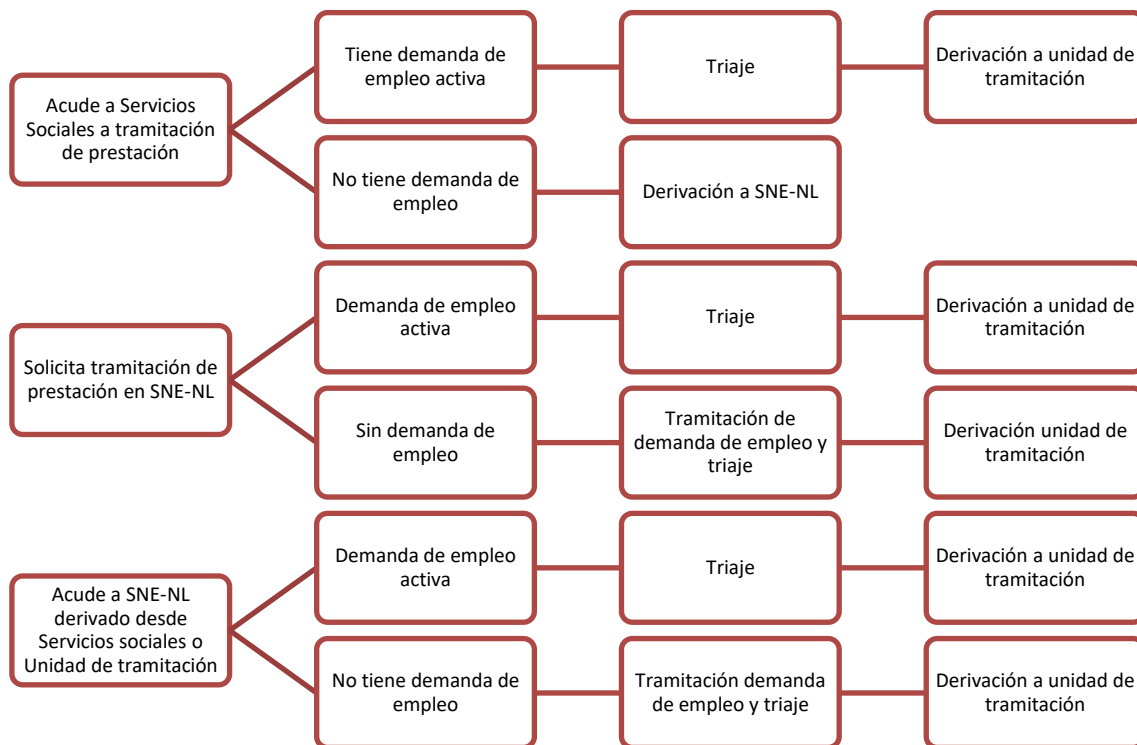 Acude a Servicios
Sociales a tramitación
de prestación
Tiene demanda de
empleo activa
Triaje
Derivación a unidad de
tramitación
No tiene demanda de
empleo
Derivación a SNE-NL
Solicita tramitación de
prestación en SNE-NL
Demanda de empleo
activa
Triaje
Derivación a unidad de
tramitación
Sin demanda de
empleo
Tramitación de
demanda de empleo y
triaje
Derivación unidad de
tramitación
Acude a SNE-NL
derivado desde
Servicios sociales o
Unidad de tramitación
Demanda de empleo
activa
Triaje
Derivación a unidad de
tramitación
No tiene demanda de
empleo
Tramitación demanda
de empleo y triaje
Derivación a unidad de
tramitación